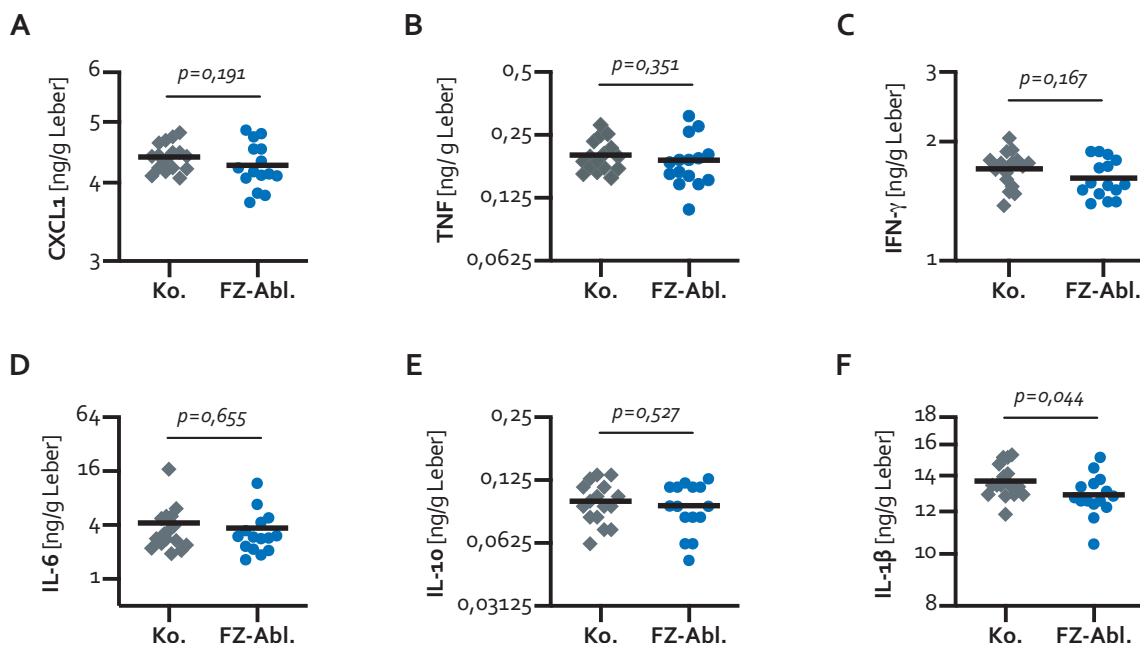 A
CXCL1 [ng/g Leber]
6
5
4
3
p=0,191
Ko.
FZ-Abl.
B
TNF [ng/g Leber]
0,5
0,25
0,125
0,0625
p=0,351
Ko.
FZ-Abl.
C
IFN-γ [ng/g Leber]
3
2
1
p=0,167
Ko.
FZ-Abl.
D
IL-6 [ng/g Leber]
64
16
4
1
p=0,655
Ko.
FZ-Abl.
E
IL-10 [ng/g Leber]
0,25
0,125
0,0625
0,03125
p=0,527
Ko.
FZ-Abl.
F
IL-1β [ng/g Leber]
18
16
14
12
10
8
p=0,044
Ko.
FZ-Abl.